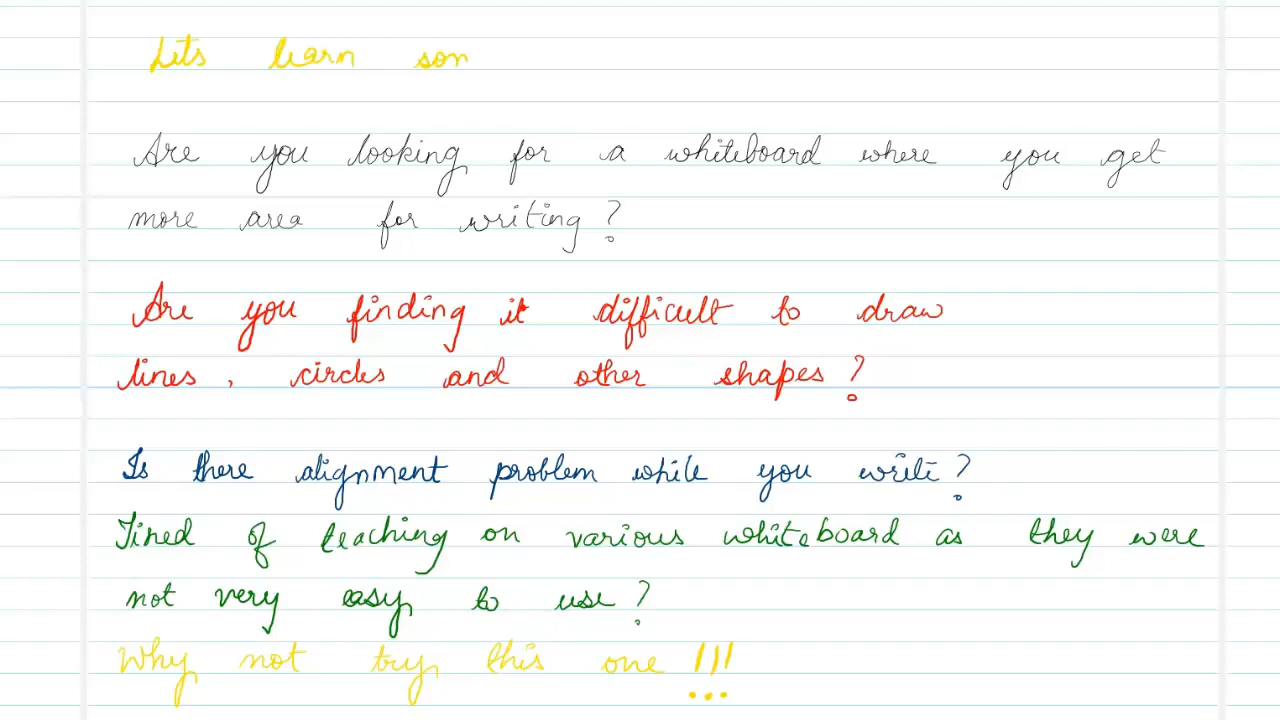 Lets learn son
Are you looking for a whiteboard where you get
more area for writing?
Are you finding it difficult to draw
lines, circles and other shapes?
Is there alignment problem while you write?
Tired of teaching on various whiteboard as they were
not very easy to use?
Why not try this one !!!